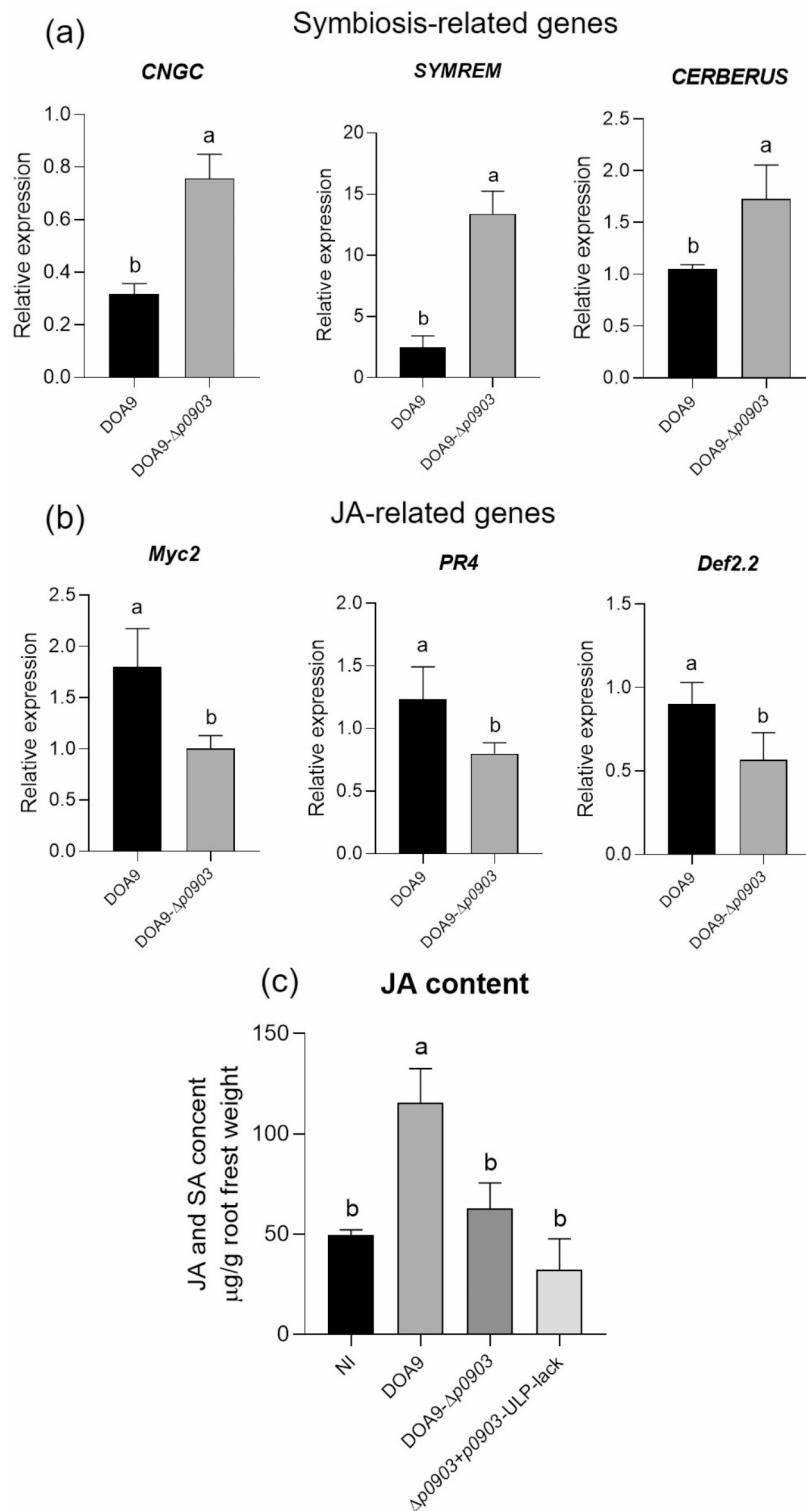 (a) Symbiosis-related genes
CNGC SYMREM CERBERUS
Relative expression
1.0
0.8
0.6
0.4
0.2
0.0
b
a
DOA9
DOA9-Δp0903
Relative expression
20
15
10
5
0
b
a
DOA9
DOA9-Δp0903
Relative expression
2.5
2.0
1.5
1.0
0.5
0.0
b
a
DOA9
DOA9-Δp0903
(b) JA-related genes
Myc2 PR4 Def2.2
Relative expression
2.5
2.0
1.5
1.0
0.5
0.0
a
b
DOA9
DOA9-Δp0903
Relative expression
2.0
1.5
1.0
0.5
0.0
a
b
DOA9
DOA9-Δp0903
Relative expression
1.5
1.0
0.5
0.0
a
b
DOA9
DOA9-Δp0903
(c) JA content
JA and SA concent
μg/g root frest weight
150
100
50
0
b
a
b
b
NI
DOA9
DOA9-Δp0903
Δp0903+p0903-ULP-lack